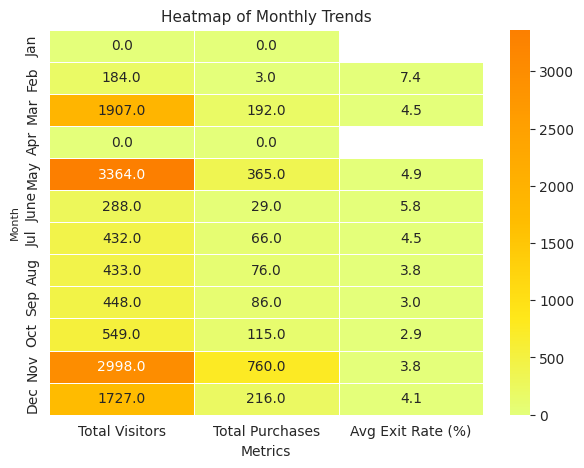 Heatmap of Monthly Trends
Month
Jan 0.0 0.0
Feb 184.0 3.0 7.4
Mar 1907.0 192.0 4.5
Apr 0.0 0.0
May 3364.0 365.0 4.9
June 288.0 29.0 5.8
Jul 432.0 66.0 4.5
Aug 433.0 76.0 3.8
Sep 448.0 86.0 3.0
Oct 549.0 115.0 2.9
Nov 2998.0 760.0 3.8
Dec 1727.0 216.0 4.1
Total Visitors Total Purchases Avg Exit Rate (%)
Metrics
3000
2500
2000
1500
1000
500
0